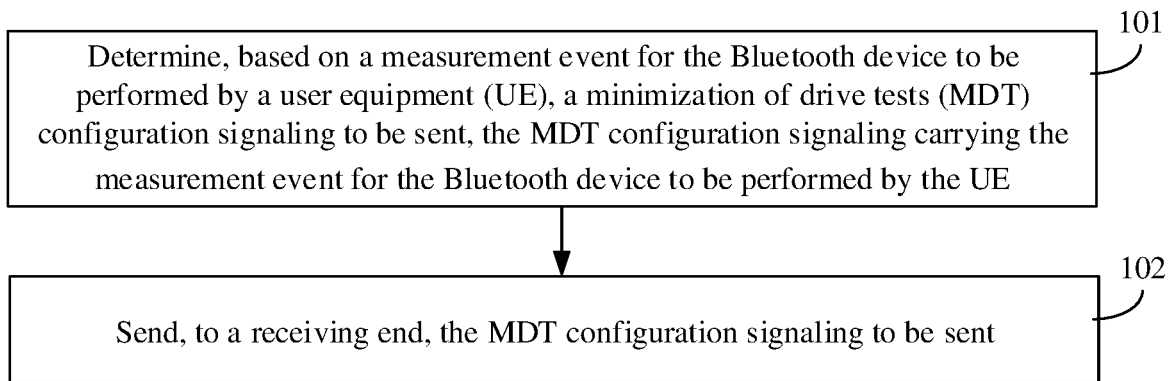 101
Determine, based on a measurement event for the Bluetooth device to be
performed by a user equipment (UE), a minimization of drive tests (MDT)
configuration signaling to be sent, the MDT configuration signaling carrying the
measurement event for the Bluetooth device to be performed by the UE
102
Send, to a receiving end, the MDT configuration signaling to be sent